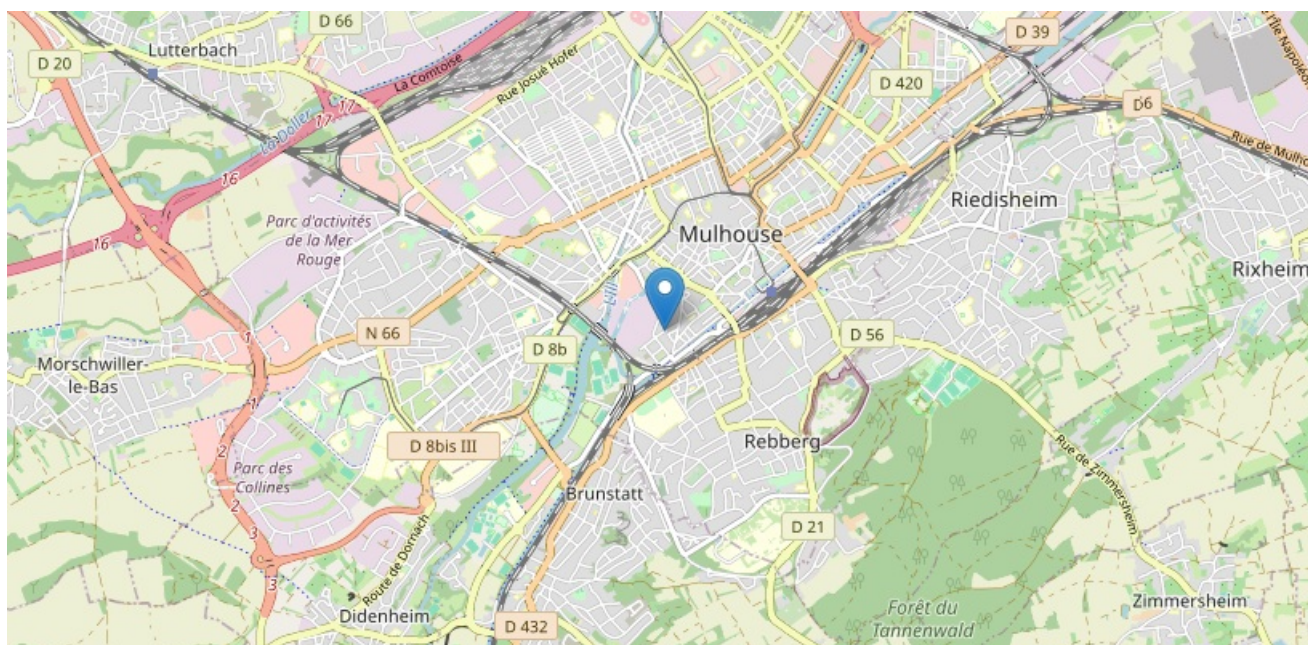 D 66
D 39
Lutterbach
D 20
La Comtoise
Rue Josué Hofer
D 420
17
17
La Doller
16
16
D6
Rue de Mulho
l'Île Napoléon
Riedisheim
Parc d'activités
de la Mer
Rouge
Mulhouse
Rixheim
L'Ill
N 66
D 8b
D 56
1
1
Morschwiller-
le-Bas
D 8bis III
Rebberg
Rue de Zimmersheim
2
2
Parc des
Collines
Brunstatt
D 21
3
3
Route de Dornach
Didenheim
D 432
Forêt du
Tannenwald
Zimmersheim